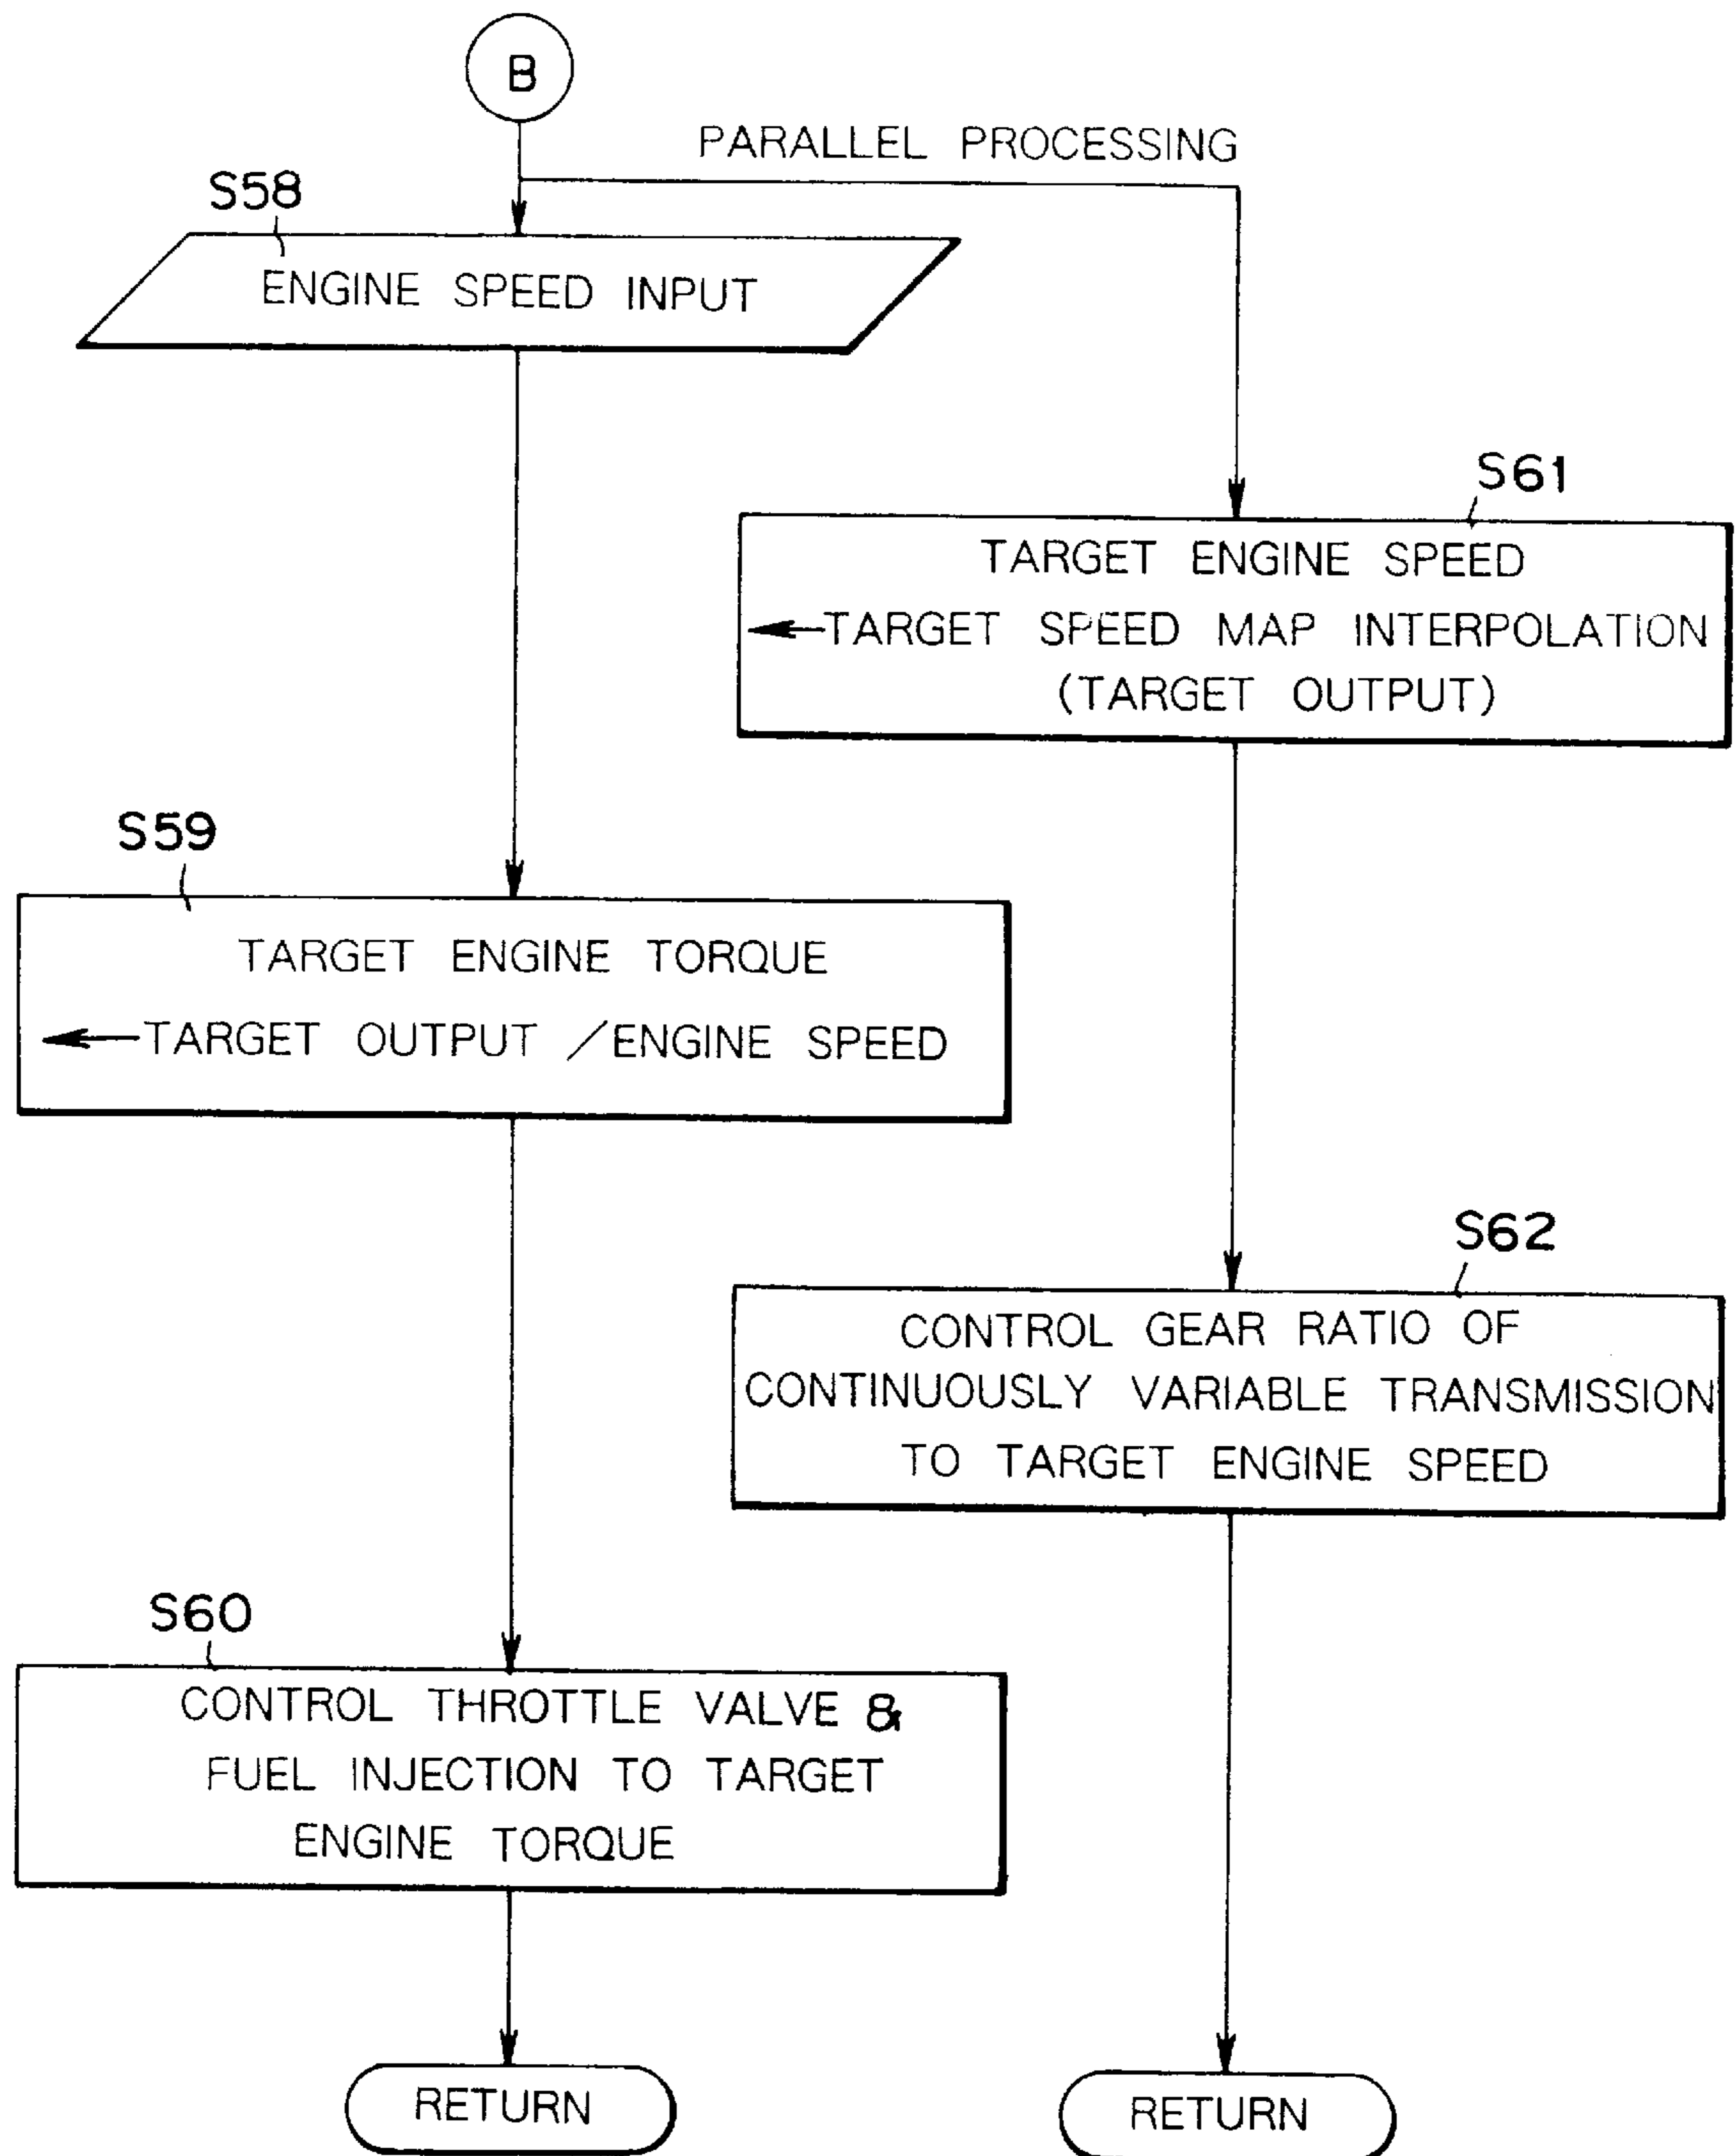 B
PARALLEL PROCESSING
S58
ENGINE SPEED INPUT
S61
TARGET ENGINE SPEED
←TARGET SPEED MAP INTERPOLATION
(TARGET OUTPUT)
S59
TARGET ENGINE TORQUE
←TARGET OUTPUT /ENGINE SPEED
S62
CONTROL GEAR RATIO OF
CONTINUOUSLY VARIABLE TRANSMISSION
TO TARGET ENGINE SPEED
S60
CONTROL THROTTLE VALVE &
FUEL INJECTION TO TARGET
ENGINE TORQUE
RETURN
RETURN